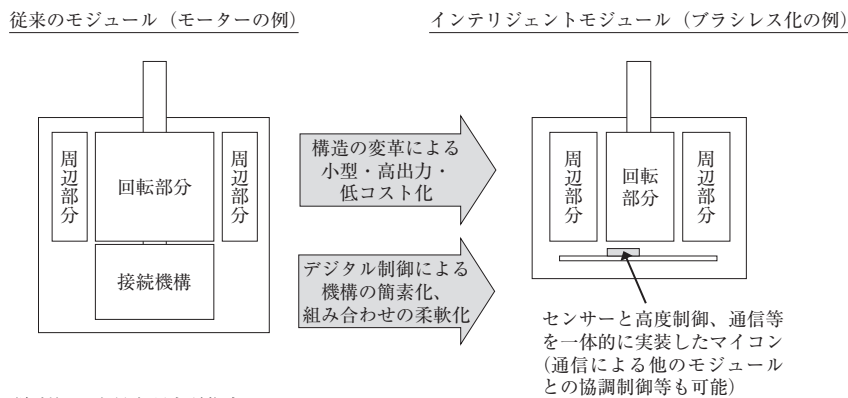 従来のモジュール（モーターの例）
インテリジェントモジュール（ブラシレス化の例）
周辺部分
回転部分
周辺部分
接続機構
構造の変革による
小型・高出力・
低コスト化
デジタル制御による
機構の簡素化、
組み合わせの柔軟化
周辺部分
回転
部分
周辺部分
センサーと高度制御、通信等
を一体的に実装したマイコン
（通信による他のモジュール
との協調制御等も可能）